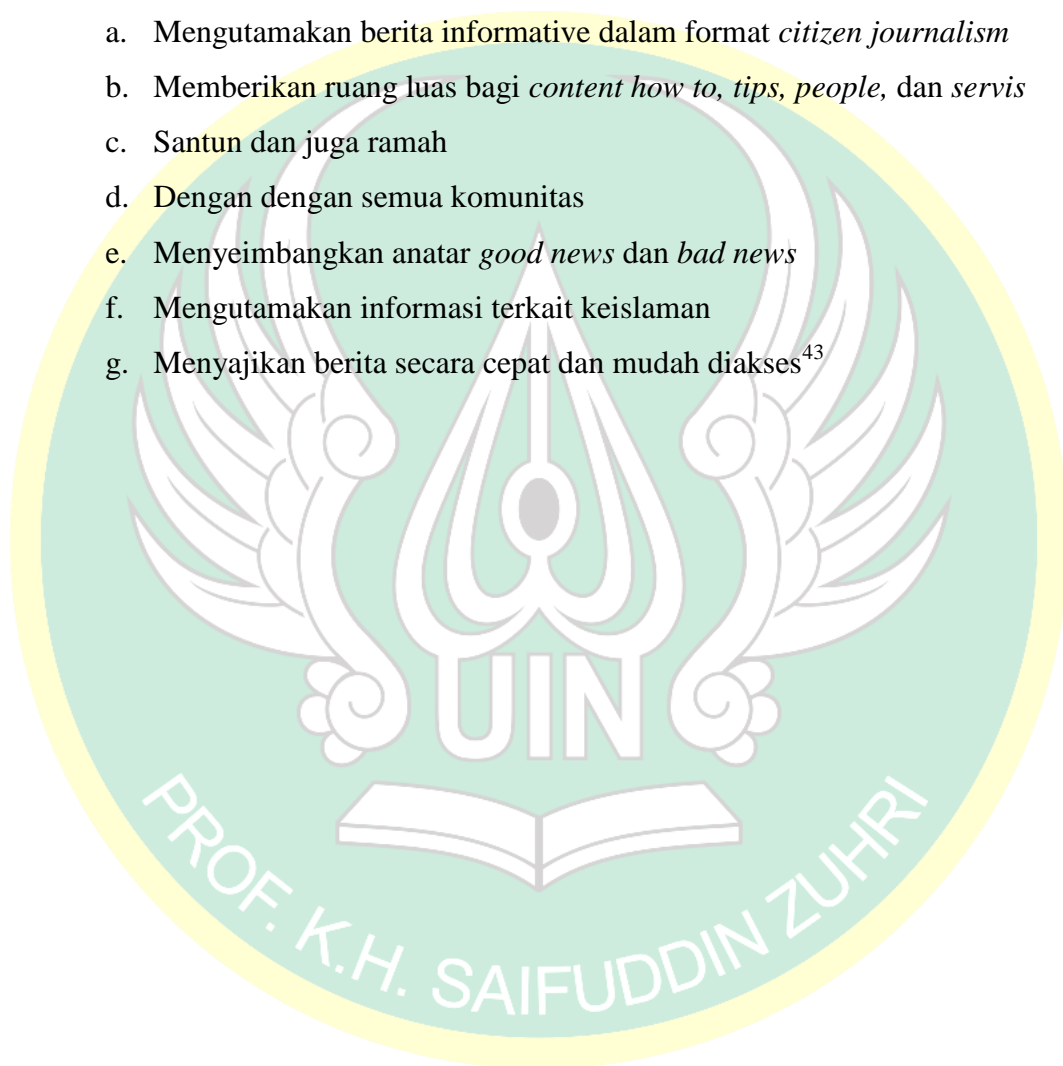 a. Mengutamakan berita informative dalam format citizen journalism
b. Memberikan ruang luas bagi content how to, tips, people, dan servis
c. Santun dan juga ramah
d. Dengan dengan semua komunitas
e. Menyeimbangkan anatar good news dan bad news
f. Mengutamakan informasi terkait keislaman
g. Menyajikan berita secara cepat dan mudah diakses43
UIN
PROF. K.H. SAIFUDDIN ZUHRI